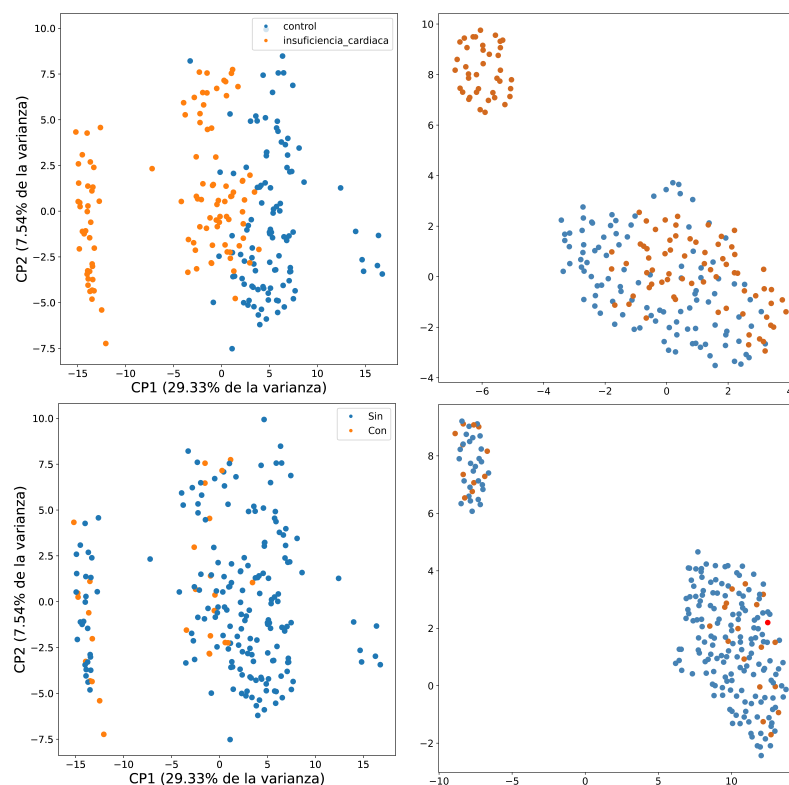 control
insuficiencia_cardiaca
10.0
7.5
5.0
2.5
0.0
−2.5
−5.0
−7.5
CP2 (7.54% de la varianza)
−15 −10 −5 0 5 10 15
CP1 (29.33% de la varianza)
10
8
6
4
2
0
−2
−4
−6 −4 −2 0 2 4
Sin
Con
10.0
7.5
5.0
2.5
0.0
−2.5
−5.0
−7.5
CP2 (7.54% de la varianza)
−15 −10 −5 0 5 10 15
CP1 (29.33% de la varianza)
8
6
4
2
0
−2
−10 −5 0 5 10